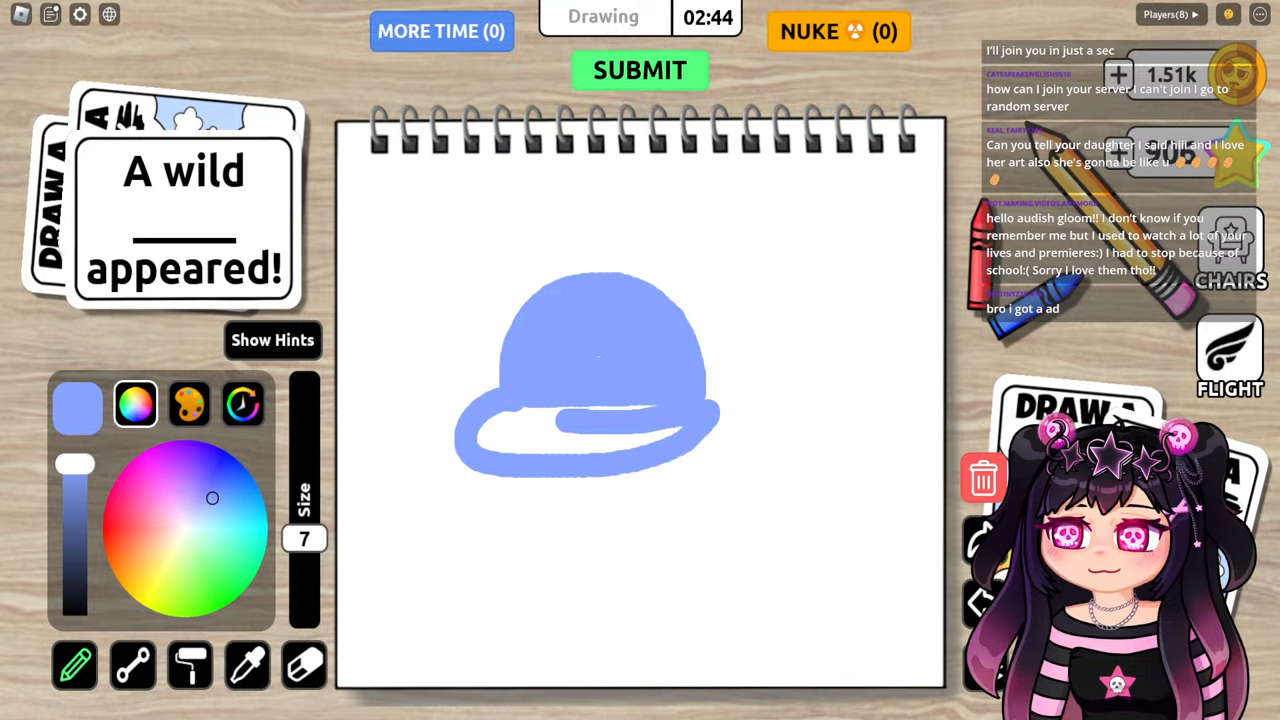 MORE TIME (0)
Drawing
02:44
NUKE ☢ (0)
Players(8) ►
SUBMIT
A wild
____
appeared!
DRAW A
Show Hints
Size
7
I'll join you in just a sec
CATSSPEAKENGLISH9518
how can I join your server I can't join I go to
random server
Can you tell your daughter I said hiii and I love
her art also she's gonna be like u
hello audish gloom!! I don't know if you
remember me but I used to watch a lot of your
lives and premieres:) I had to stop because of
school:( Sorry I love them tho!!
bro i got a ad
1.51k
CHAIRS
FLIGHT
DRAW A